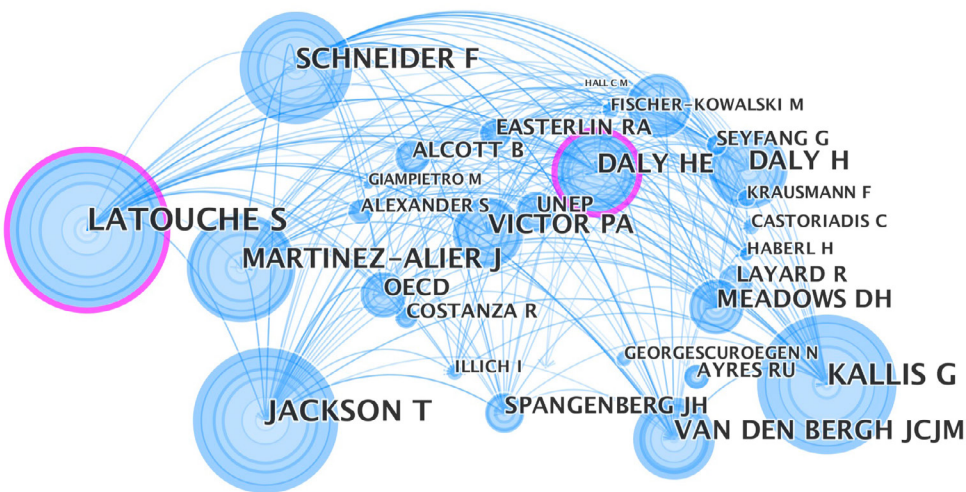 SCHNEIDER F
HALL C M
FISCHER-KOWALSKI M
EASTERLIN RA
SEYFANG G
ALCOTT B
DALY HE
DALY H
GIAMPIETRO M
KRAUSMANN F
ALEXANDER S
UNEP
LATOUCHE S
VICTOR PA
CASTORIADIS C
HABERL H
MARTINEZ-ALIER J
LAYARD R
OECD
MEADOWS DH
COSTANZA R
GEORGESCUROEGEN N
ILLICH I
AYRES RU
KALLIS G
JACKSON T
SPANGENBERG JH
VAN DEN BERGH JCJM